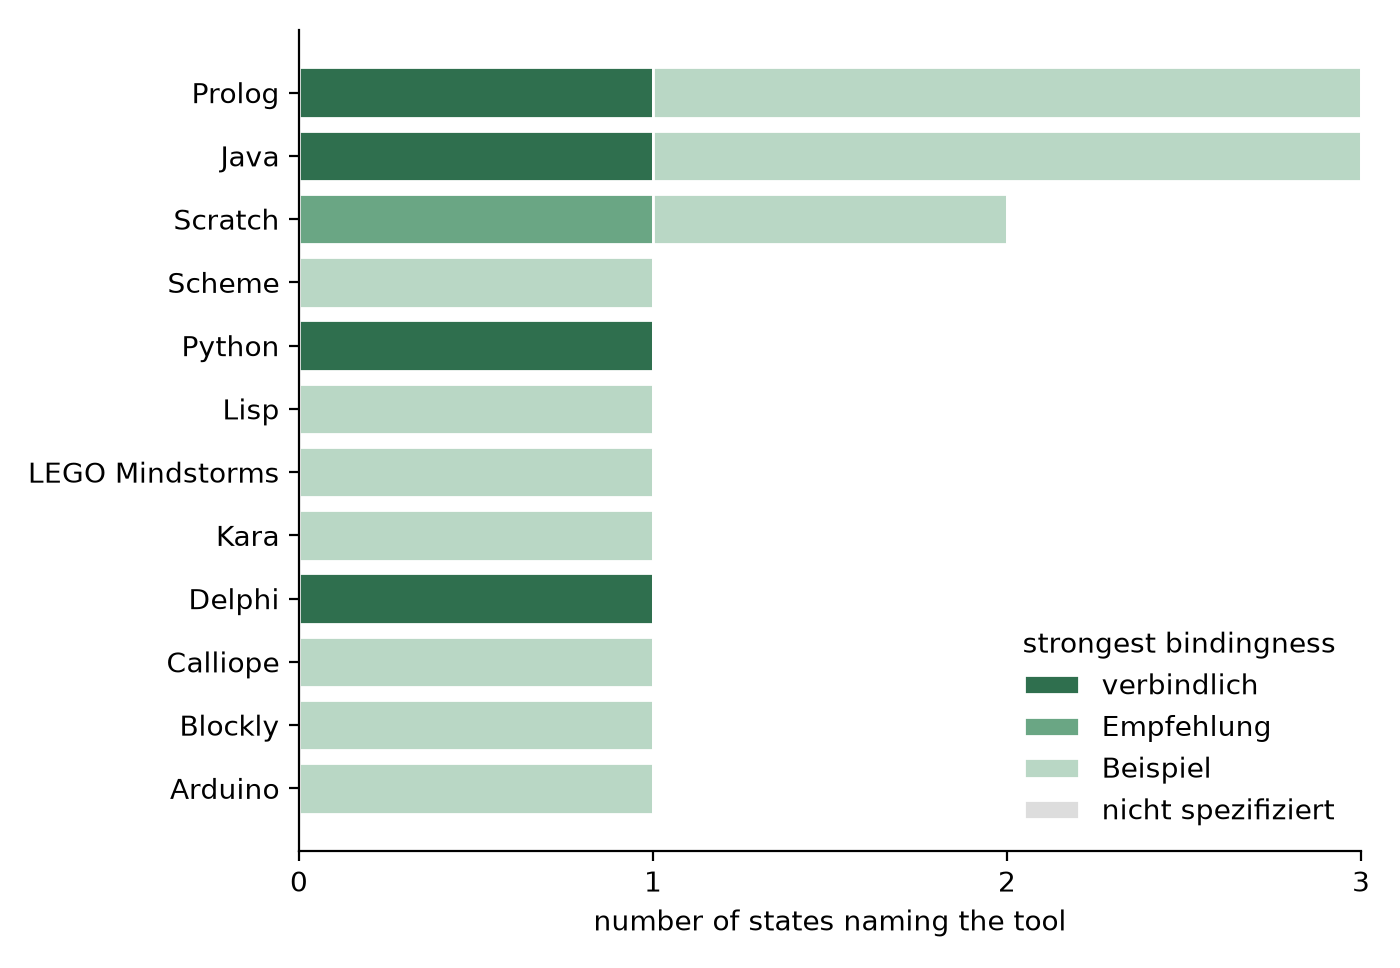 Prolog
Java
Scratch
Scheme
Python
Lisp
LEGO Mindstorms
Kara
Delphi
Calliope
Blockly
Arduino
strongest bindingness
verbindlich
Empfehlung
Beispiel
nicht spezifiziert
0 1 2 3
number of states naming the tool